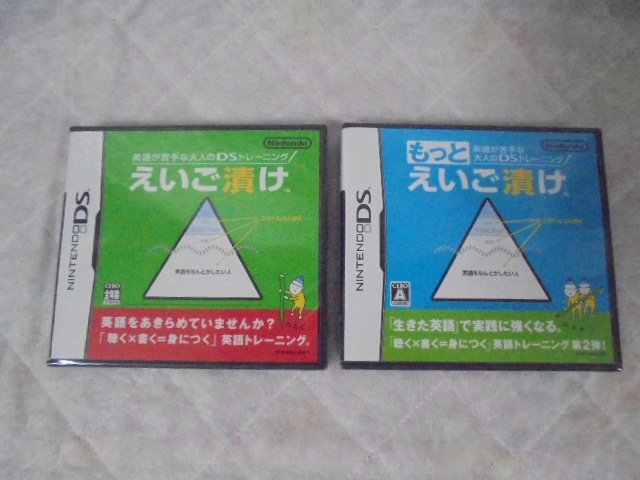 NINTENDO DS
Nintendo
英語が苦手な大人のDSトレーニング
えいご漬け
英語をなんとかしたい人
CERO
英語をあきらめていませんか？
「聴く×書く＝身につく」英語トレーニング。
NINTENDO DS
Nintendo
もっと
英語が苦手な
大人のDSトレーニング
えいご漬け
英語をなんとかしたい人
CERO
A
「生きた英語」で実践に強くなる。
「聴く×書く＝身につく」英語トレーニング 第2弾！